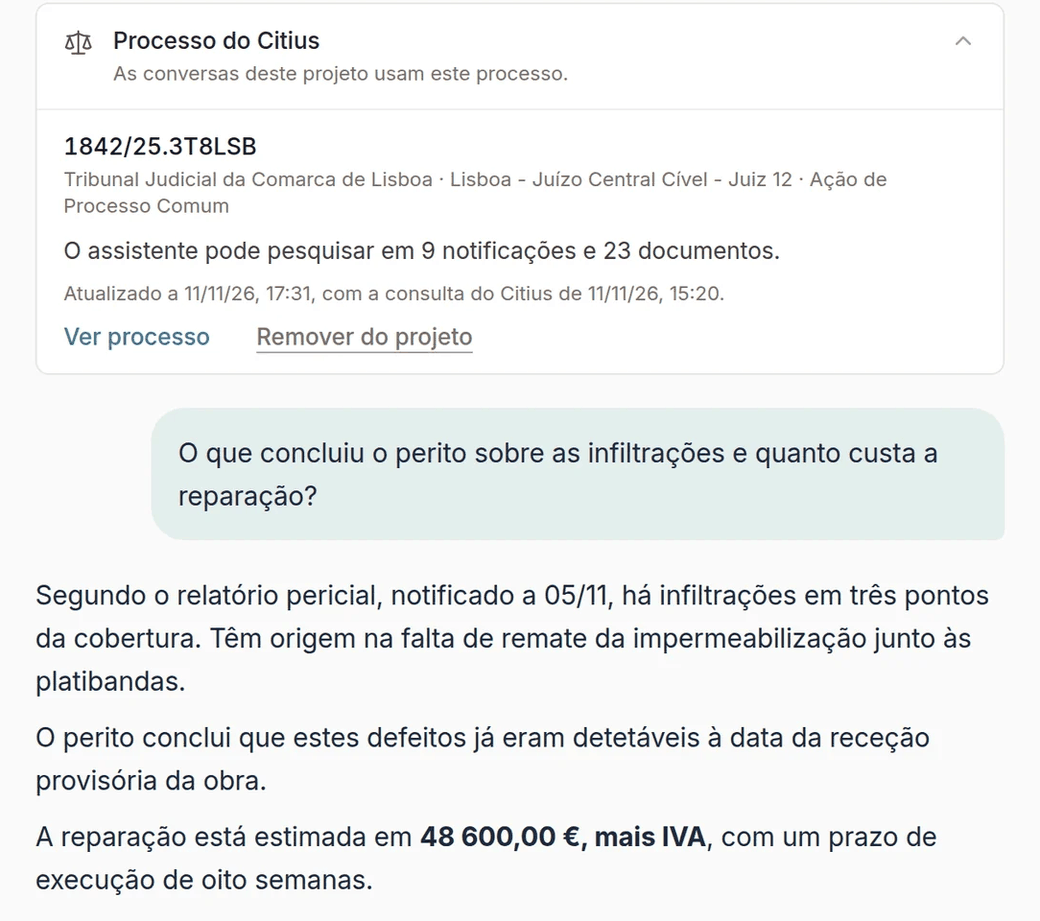 Processo do Citius
As conversas deste projeto usam este processo.
1842/25.3T8LSB
Tribunal Judicial da Comarca de Lisboa · Lisboa - Juízo Central Cível - Juiz 12 · Ação de
Processo Comum
O assistente pode pesquisar em 9 notificações e 23 documentos.
Atualizado a 11/11/26, 17:31, com a consulta do Citius de 11/11/26, 15:20.
Ver processo Remover do projeto
O que concluiu o perito sobre as infiltrações e quanto custa a
reparação?
Segundo o relatório pericial, notificado a 05/11, há infiltrações em três pontos
da cobertura. Têm origem na falta de remate da impermeabilização junto às
platibandas.
O perito conclui que estes defeitos já eram detetáveis à data da receção
provisória da obra.
A reparação está estimada em 48 600,00 €, mais IVA, com um prazo de
execução de oito semanas.